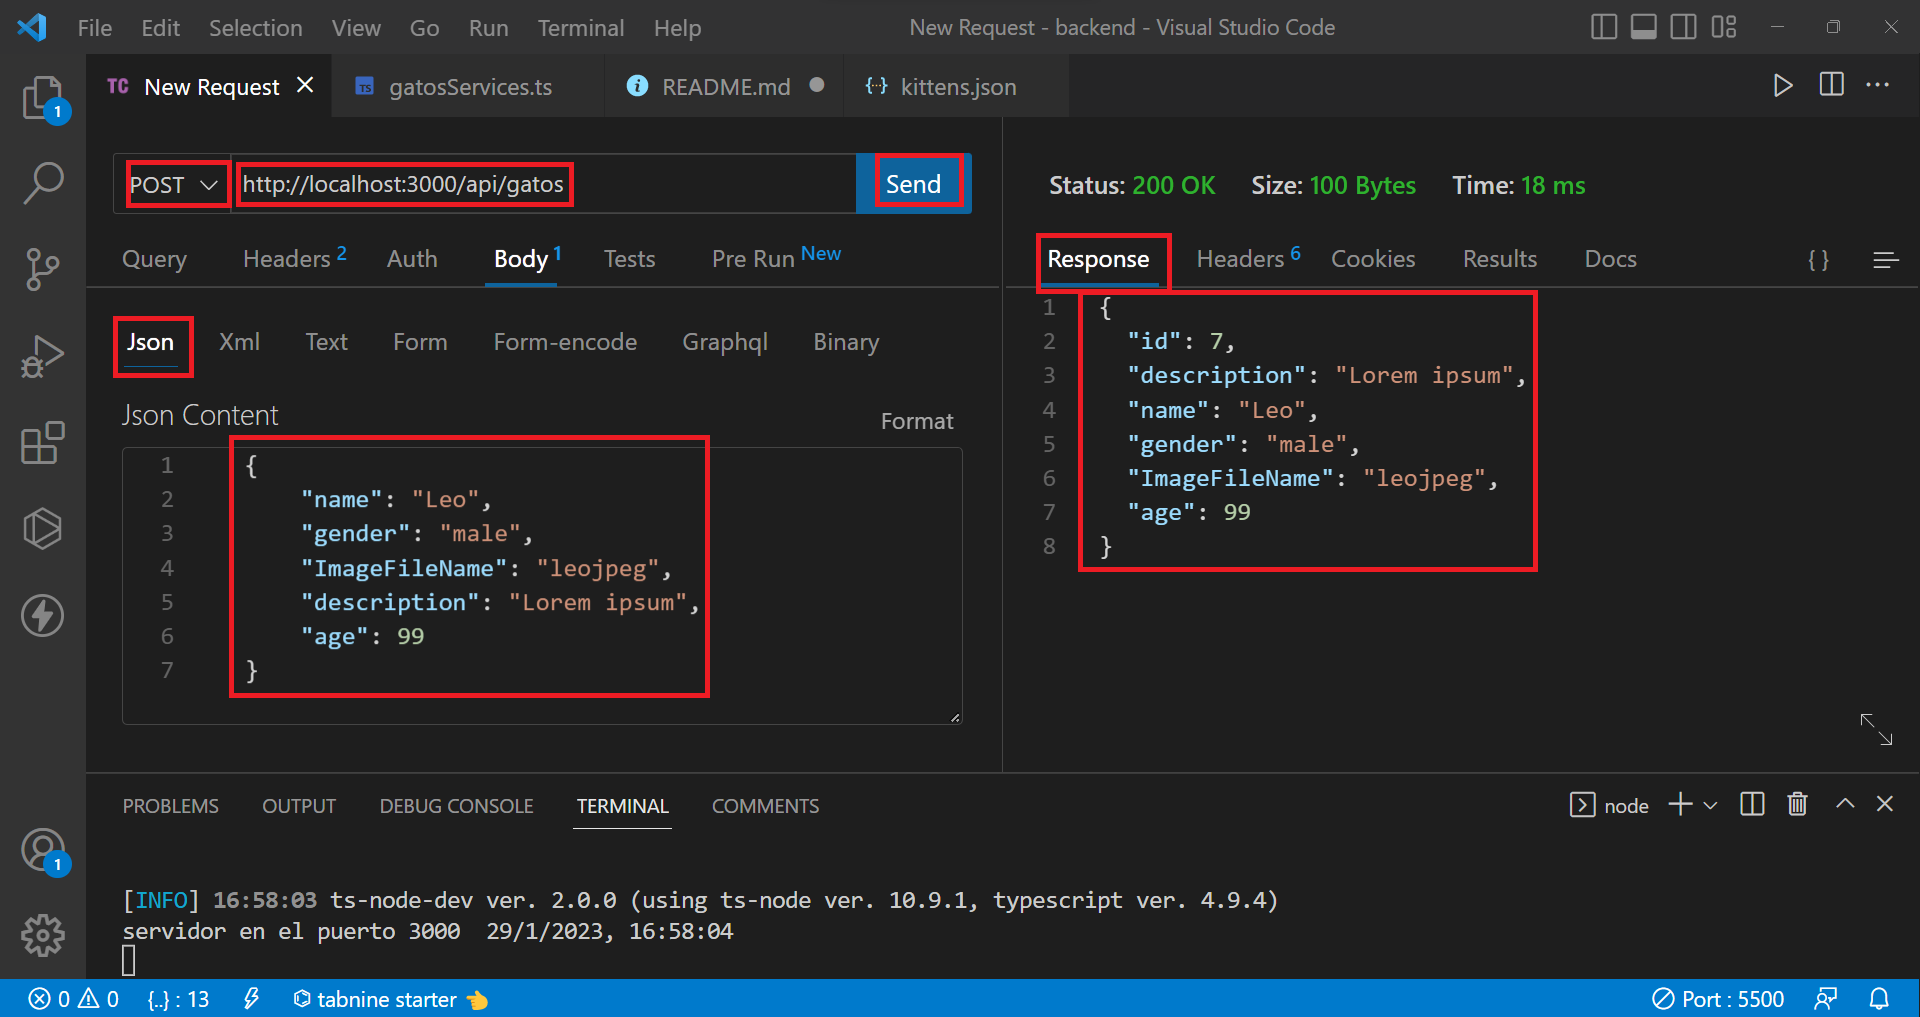 File Edit Selection View Go Run Terminal Help New Request - backend - Visual Studio Code
TC New Request TS gatosServices.ts README.md kittens.json
1
POST http://localhost:3000/api/gatos Send
Status: 200 OK Size: 100 Bytes Time: 18 ms
Query Headers 2 Auth Body 1 Tests Pre Run New
Response Headers 6 Cookies Results Docs { }
Json Xml Text Form Form-encode Graphql Binary
Json Content Format
1 {
2 "name": "Leo",
3 "gender": "male",
4 "ImageFileName": "leojpeg",
5 "description": "Lorem ipsum",
6 "age": 99
7 }
1 {
2 "id": 7,
3 "description": "Lorem ipsum",
4 "name": "Leo",
5 "gender": "male",
6 "ImageFileName": "leojpeg",
7 "age": 99
8 }
PROBLEMS OUTPUT DEBUG CONSOLE TERMINAL COMMENTS node
1
[INFO] 16:58:03 ts-node-dev ver. 2.0.0 (using ts-node ver. 10.9.1, typescript ver. 4.9.4)
servidor en el puerto 3000 29/1/2023, 16:58:04
0 0 {..} : 13 tabnine starter 👈 Port : 5500